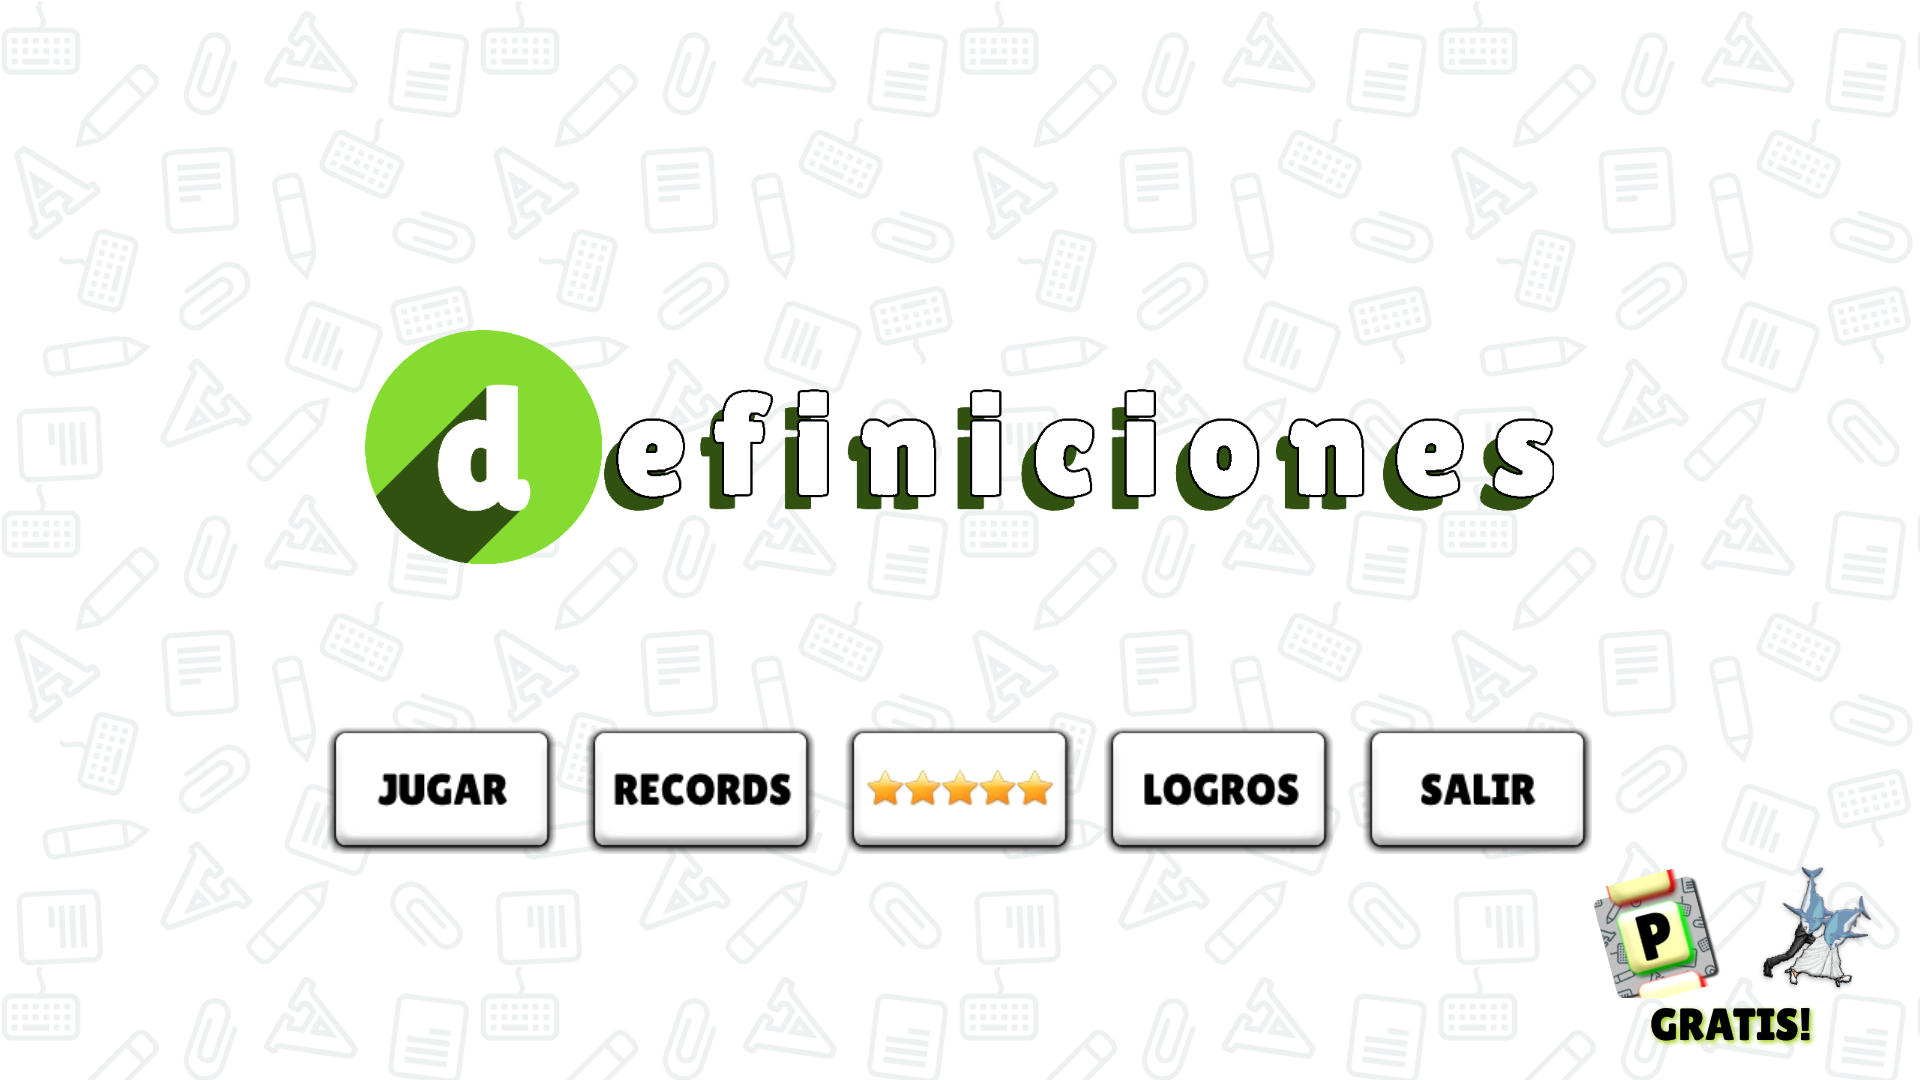 definiciones
JUGAR
RECORDS
LOGROS
SALIR
P
GRATIS!